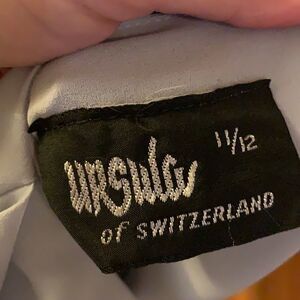 URSULA 11/12
of SWITZERLAND